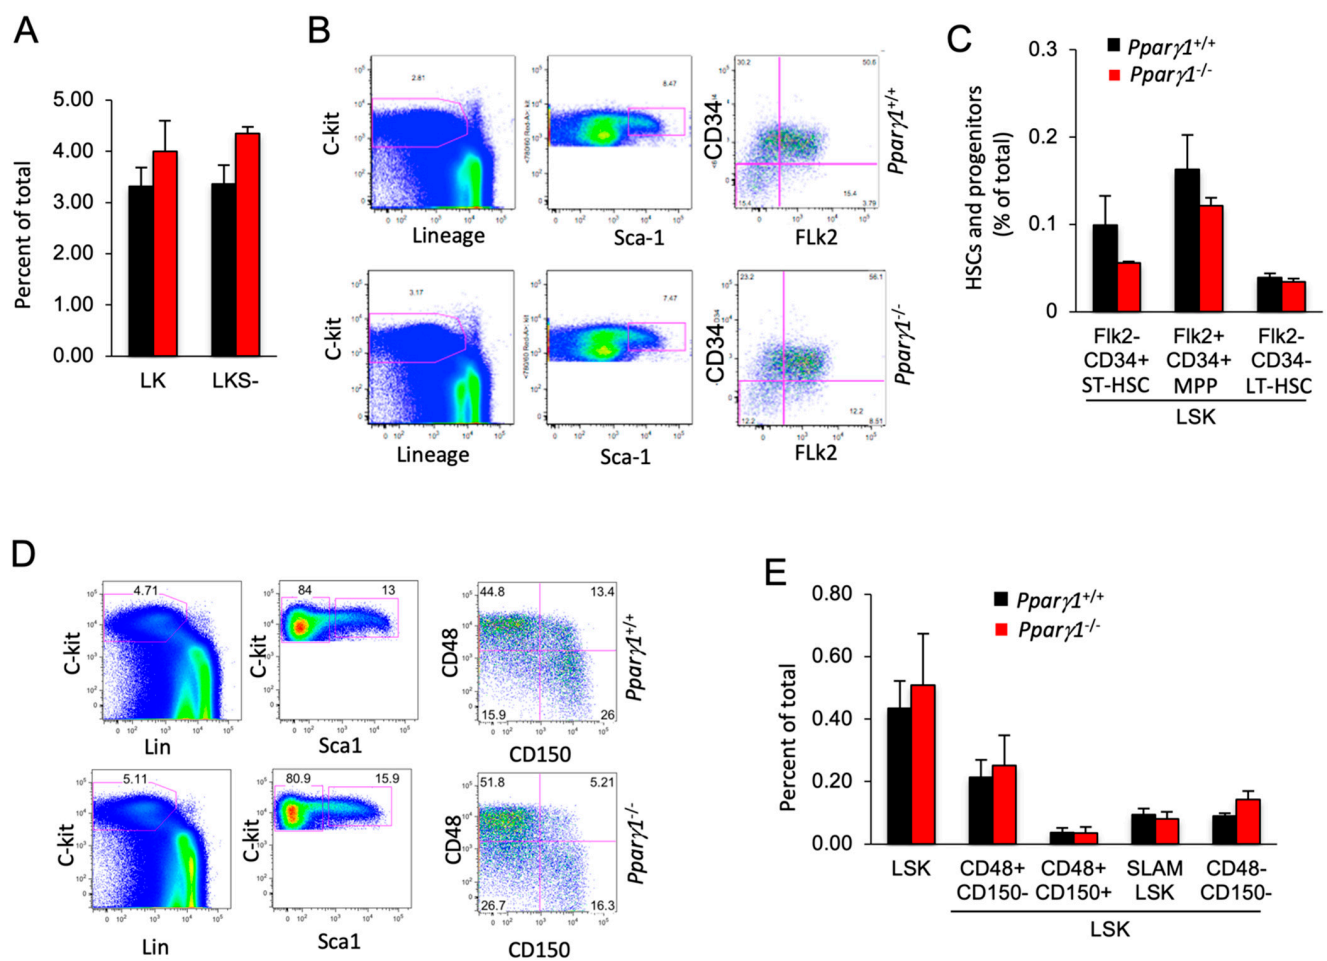 A
5.00
4.00
3.00
2.00
1.00
0.00
Percent of total
LK
LKS-
B
2.81
C-kit
Lineage
8.47
Sca-1
30.2
50.6
CD34
15.4
15.4
3.79
FLk2
Pparγ1+/+
3.17
C-kit
Lineage
7.47
Sca-1
23.2
56.1
CD34
12.2
12.2
8.51
FLk2
Pparγ1-/-
C
Pparγ1+/+
Pparγ1-/-
0.3
0.2
0.1
0
HSCs and progenitors
(% of total)
Flk2- Flk2+ Flk2-
CD34+ CD34+ CD34-
ST-HSC MPP LT-HSC
LSK
D
4.71
C-kit
Lin
84
13
C-kit
Sca1
44.8
13.4
15.9
26
CD48
CD150
Pparγ1+/+
5.11
C-kit
Lin
80.9
15.9
C-kit
Sca1
51.8
5.21
26.7
16.3
CD48
CD150
Pparγ1-/-
E
Pparγ1+/+
Pparγ1-/-
0.80
0.60
0.40
0.20
0.00
Percent of total
LSK CD48+ CD48+ SLAM CD48-
CD150- CD150+ LSK CD150-
LSK